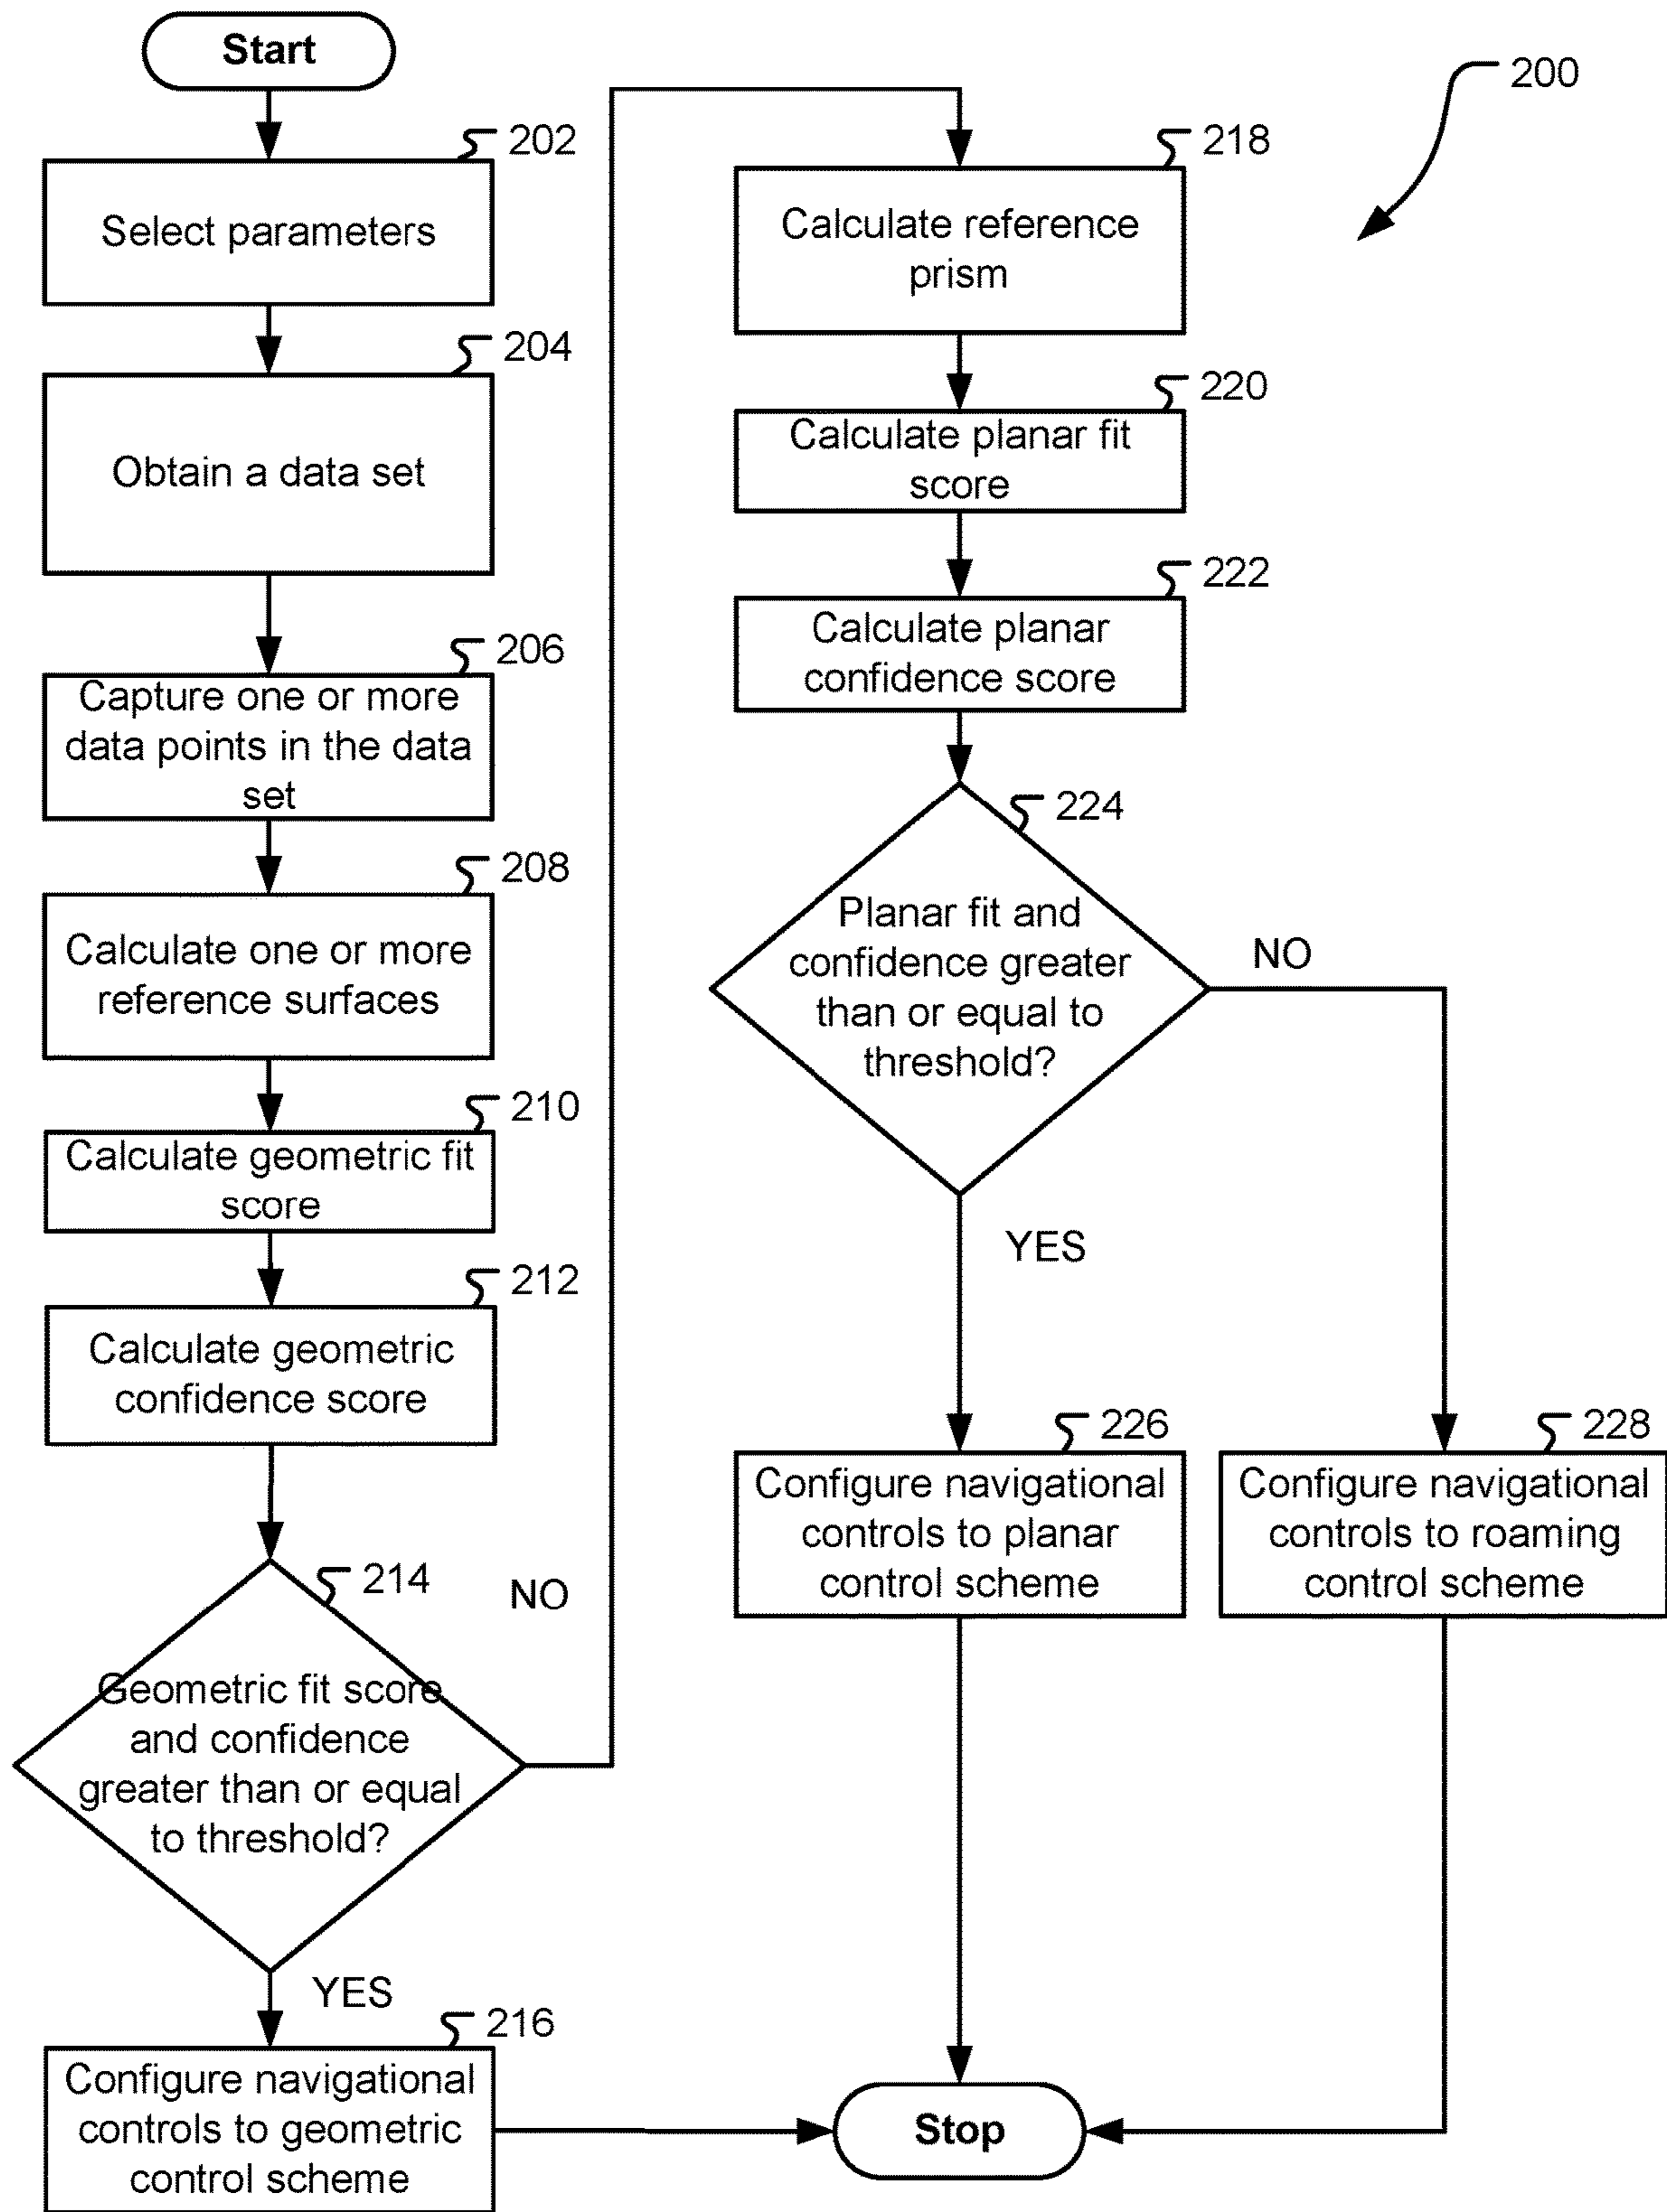 Start
202
Select parameters
204
Obtain a data set
206
Capture one or more
data points in the data
set
208
Calculate one or more
reference surfaces
210
Calculate geometric fit
score
212
Calculate geometric
confidence score
214
NO
Geometric fit score
and confidence
greater than or equal
to threshold?
YES
216
Configure navigational
controls to geometric
control scheme
200
218
Calculate reference
prism
220
Calculate planar fit
score
222
Calculate planar
confidence score
224
Planar fit and
confidence greater
than or equal to
threshold?
NO
YES
226
Configure navigational
controls to planar
control scheme
228
Configure navigational
controls to roaming
control scheme
Stop